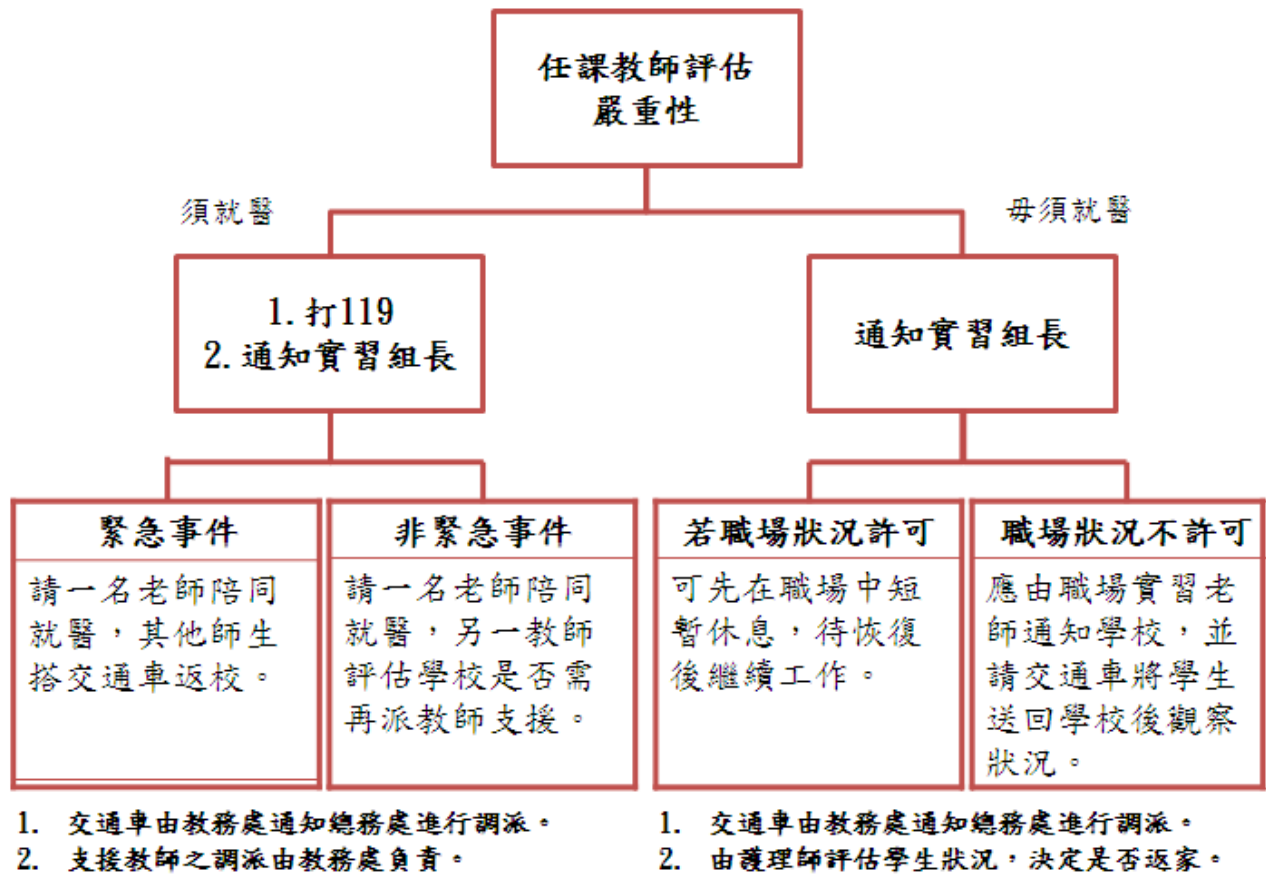 任課教師評估
嚴重性
須就醫
毋須就醫
1.打119
2.通知實習組長
通知實習組長
緊急事件
請一名老師陪同
就醫，其他師生
搭交通車返校。
非緊急事件
請一名老師陪同
就醫，另一教師
評估學校是否需
再派教師支援。
若職場狀況許可
可先在職場中短
暫休息，待恢復
後繼續工作。
職場狀況不許可
應由職場實習老
師通知學校，並
請交通車將學生
送回學校後觀察
狀況。
1. 交通車由教務處通知總務處進行調派。
2. 支援教師之調派由教務處負責。
1. 交通車由教務處通知總務處進行調派。
2. 由護理師評估學生狀況，決定是否返家。